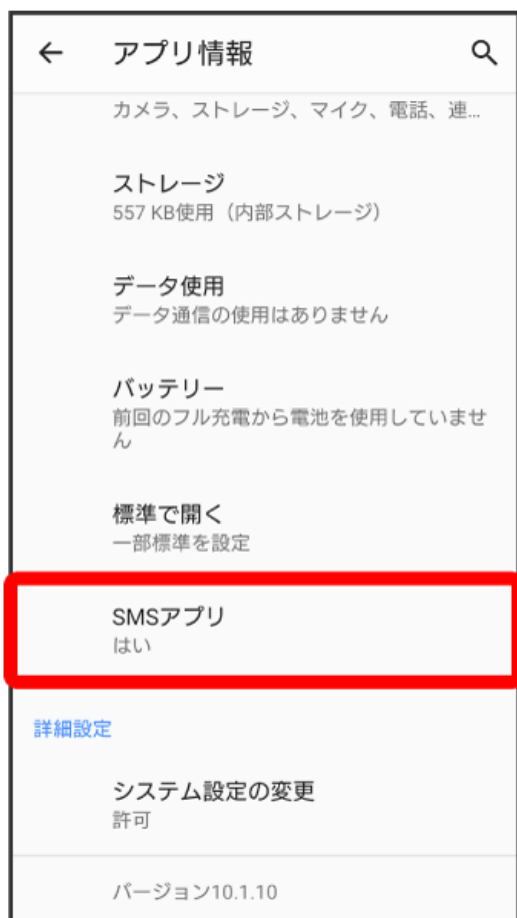 アプリ情報
カメラ、ストレージ、マイク、電話、連...
ストレージ
557 KB使用（内部ストレージ）
データ使用
データ通信の使用はありません
バッテリー
前回のフル充電から電池を使用していませ
ん
標準で開く
一部標準を設定
SMSアプリ
はい
詳細設定
システム設定の変更
許可
バージョン10.1.10